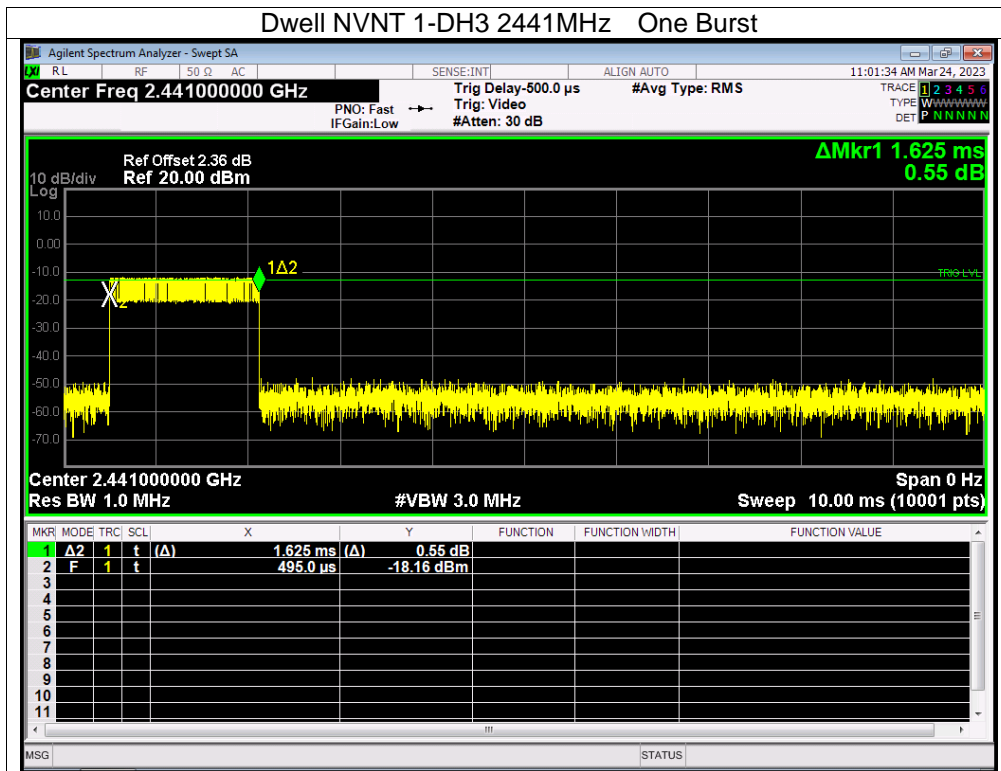 Dwell NVNT 1-DH3 2441MHz One Burst
Agilent Spectrum Analyzer - Swept SA
LXI RL RF 50 Ω AC SENSE:INT ALIGN AUTO 11:01:34 AM Mar 24, 2023
Center Freq 2.441000000 GHz
PNO: Fast
IFGain:Low
Trig Delay-500.0 µs
Trig: Video
#Atten: 30 dB
#Avg Type: RMS
TRACE 1 2 3 4 5 6
TYPE WWWWWW
DET P N N N N N
ΔMkr1 1.625 ms
0.55 dB
Ref Offset 2.36 dB
10 dB/div Ref 20.00 dBm
Log
10.0
0.00
-10.0
-20.0
-30.0
-40.0
-50.0
-60.0
-70.0
1Δ2
2
TRIG LVL
Center 2.441000000 GHz Span 0 Hz
Res BW 1.0 MHz #VBW 3.0 MHz Sweep 10.00 ms (10001 pts)
MKR MODE TRC SCL X Y FUNCTION FUNCTION WIDTH FUNCTION VALUE
1 Δ2 1 t (Δ) 1.625 ms (Δ) 0.55 dB
2 F 1 t 495.0 µs -18.16 dBm
3
4
5
6
7
8
9
10
11
MSG STATUS